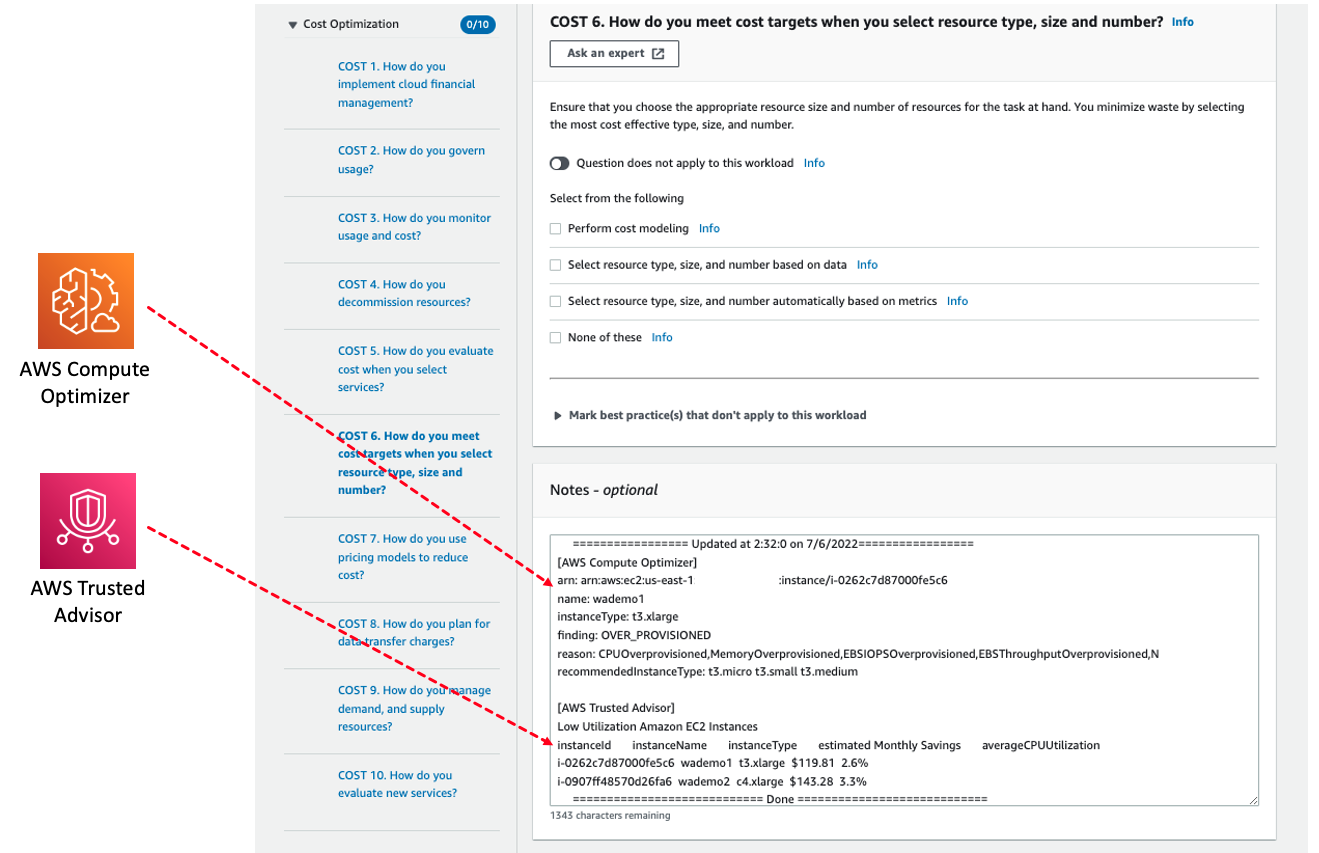 AWS Compute
Optimizer
AWS Trusted
Advisor
Cost Optimization 0/10
COST 1. How do you
implement cloud financial
management?
COST 2. How do you govern
usage?
COST 3. How do you monitor
usage and cost?
COST 4. How do you
decommission resources?
COST 5. How do you evaluate
cost when you select
services?
COST 6. How do you meet
cost targets when you select
resource type, size and
number?
COST 7. How do you use
pricing models to reduce
cost?
COST 8. How do you plan for
data transfer charges?
COST 9. How do you manage
demand, and supply
resources?
COST 10. How do you
evaluate new services?
COST 6. How do you meet cost targets when you select resource type, size and number? Info
Ask an expert
Ensure that you choose the appropriate resource size and number of resources for the task at hand. You minimize waste by selecting
the most cost effective type, size, and number.
Question does not apply to this workload Info
Select from the following
Perform cost modeling Info
Select resource type, size, and number based on data Info
Select resource type, size, and number automatically based on metrics Info
None of these Info
Mark best practice(s) that don't apply to this workload
Notes - optional
================= Updated at 2:32:0 on 7/6/2022=================
[AWS Compute Optimizer]
arn: arn:aws:ec2:us-east-1 :instance/i-0262c7d87000fe5c6
name: wademo1
instanceType: t3.xlarge
finding: OVER_PROVISIONED
reason: CPUOverprovisioned,MemoryOverprovisioned,EBSIOPSOverprovisioned,EBSThroughputOverprovisioned,N
recommendedInstanceType: t3.micro t3.small t3.medium
[AWS Trusted Advisor]
Low Utilization Amazon EC2 Instances
instanceId instanceName instanceType estimated Monthly Savings averageCPUUtilization
i-0262c7d87000fe5c6 wademo1 t3.xlarge $119.81 2.6%
i-0907ff48570d26fa6 wademo2 c4.xlarge $143.28 3.3%
============================ Done ============================
1343 characters remaining